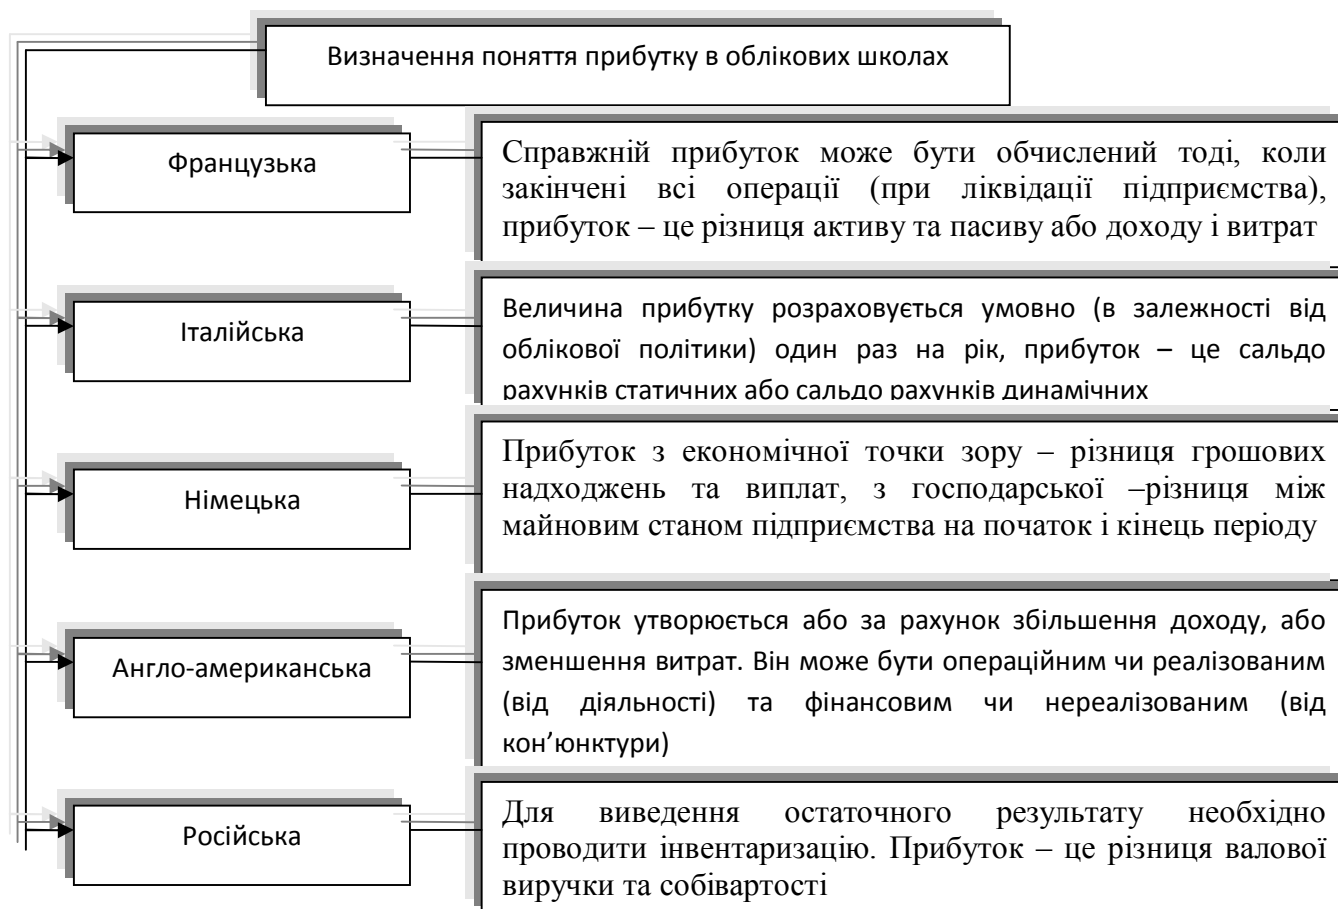 Визначення поняття прибутку в облікових школах
Французька
Справжній прибуток може бути обчислений тоді, коли
закінчені всі операції (при ліквідації підприємства),
прибуток – це різниця активу та пасиву або доходу і витрат
Італійська
Величина прибутку розраховується умовно (в залежності від
облікової політики) один раз на рік, прибуток – це сальдо
рахунків статичних або сальдо рахунків динамічних
Німецька
Прибуток з економічної точки зору – різниця грошових
надходжень та виплат, з господарської –різниця між
майновим станом підприємства на початок і кінець періоду
Англо-американська
Прибуток утворюється або за рахунок збільшення доходу, або
зменшення витрат. Він може бути операційним чи реалізованим
(від діяльності) та фінансовим чи нереалізованим (від
кон’юнктури)
Російська
Для виведення остаточного результату необхідно
проводити інвентаризацію. Прибуток – це різниця валової
виручки та собівартості